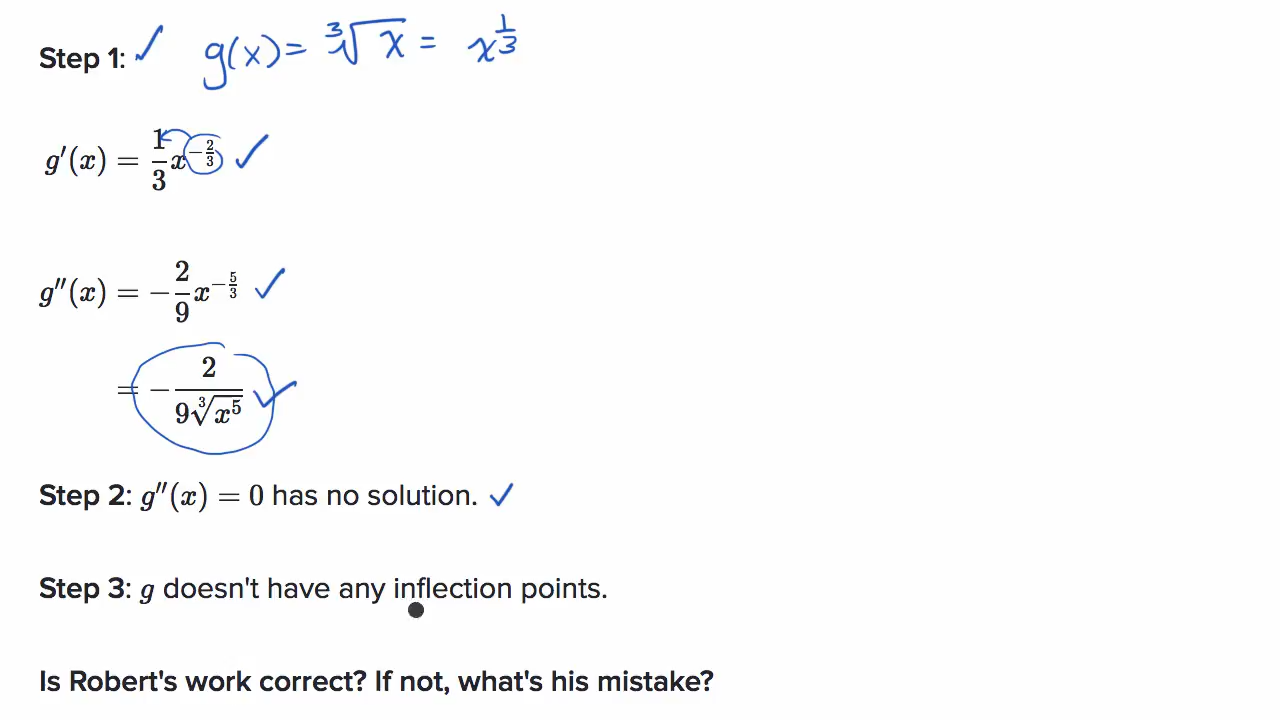 Step 1: ✓ g(x) = ∛x = x^(1/3)
g′(x) = 1/3 x^(−2/3) ✓
g″(x) = −2/9 x^(−5/3) ✓
= −2/(9∛(x^5)) ✓
Step 2: g″(x) = 0 has no solution. ✓
Step 3: g doesn't have any inflection points.
Is Robert's work correct? If not, what's his mistake?